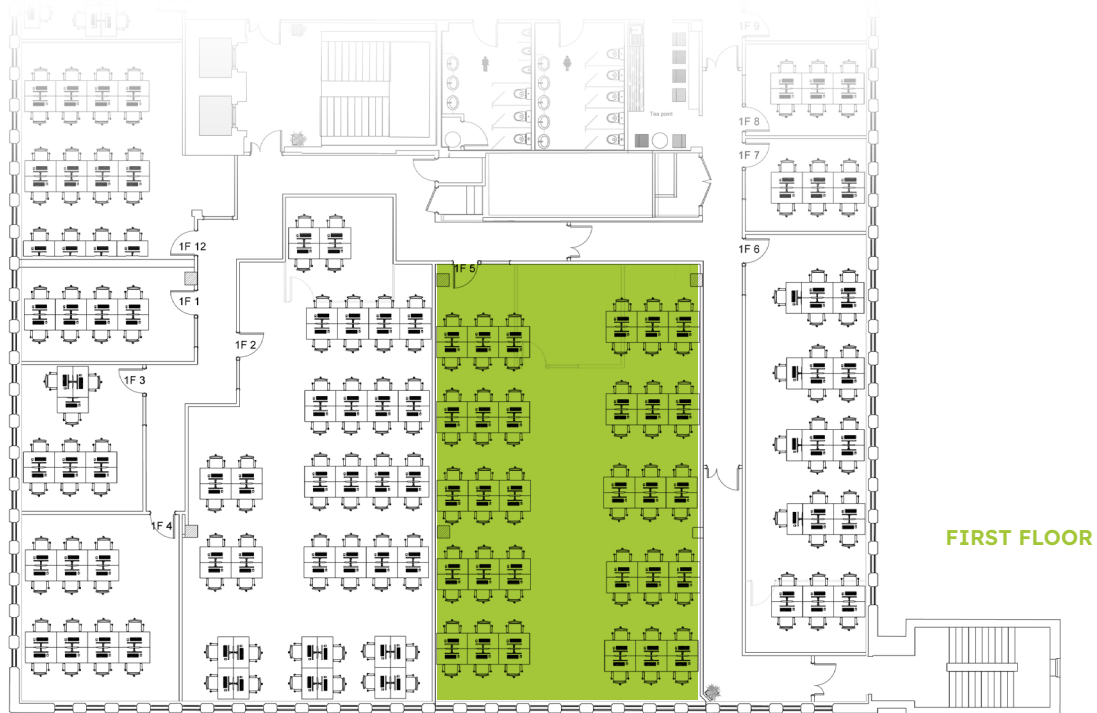 1F 9
Tea point
1F 8
1F 7
1F 12
1F 6
1F 5
1F 1
1F 2
1F 3
1F 4
FIRST FLOOR